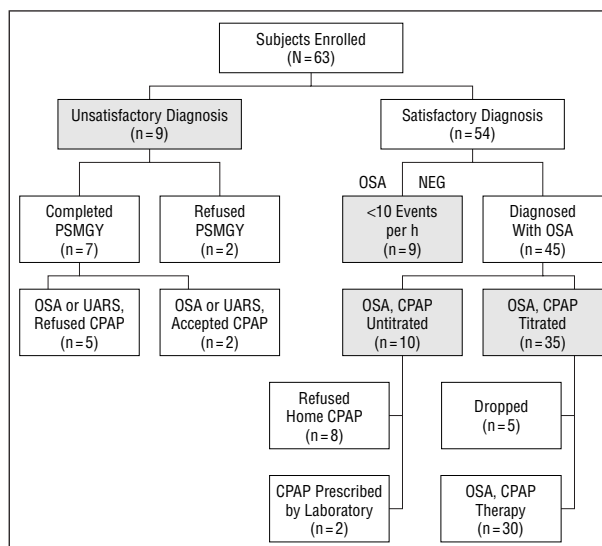 Subjects Enrolled
(N = 63)
Unsatisfactory Diagnosis
(n = 9)
Satisfactory Diagnosis
(n = 54)
OSA NEG
Completed
PSMGY
(n = 7)
Refused
PSMGY
(n = 2)
<10 Events
per h
(n = 9)
Diagnosed
With OSA
(n = 45)
OSA or UARS,
Refused CPAP
(n = 5)
OSA or UARS,
Accepted CPAP
(n = 2)
OSA, CPAP
Untitrated
(n = 10)
OSA, CPAP
Titrated
(n = 35)
Refused
Home CPAP
(n = 8)
Dropped
(n = 5)
CPAP Prescribed
by Laboratory
(n = 2)
OSA, CPAP
Therapy
(n = 30)